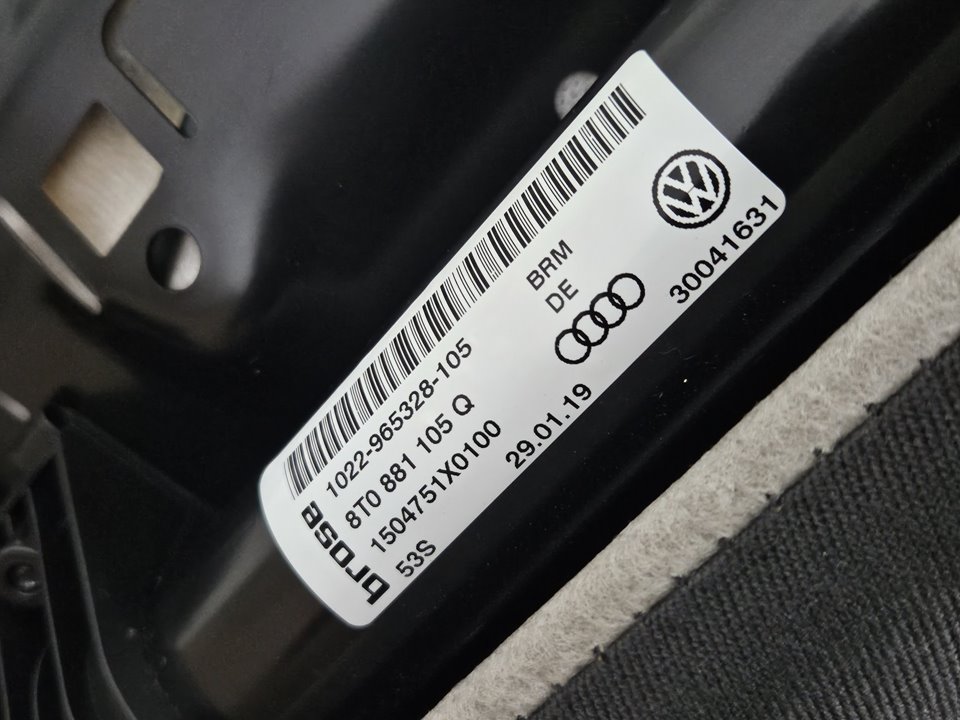 1022-965328-105
8T0 881 105 Q
1504751X0100
53S
brose
BRM
DE
29.01.19
30041631